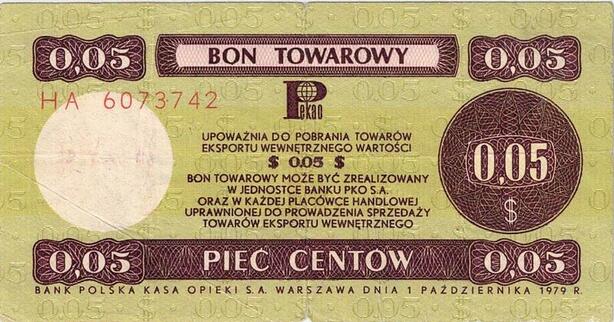 0,05 BON TOWAROWY 0,05
HA 6073742
Pekao
UPOWAŻNIA DO POBRANIA TOWARÓW
EKSPORTU WEWNĘTRZNEGO WARTOŚCI
$ 0,05 $
BON TOWAROWY MOŻE BYĆ ZREALIZOWANY
W JEDNOSTCE BANKU PKO S.A.
ORAZ W KAŻDEJ PLACÓWCE HANDLOWEJ
UPRAWNIONEJ DO PROWADZENIA SPRZEDAŻY
TOWARÓW EKSPORTU WEWNĘTRZNEGO
0,05
$
0,05 PIĘĆ CENTÓW 0,05
BANK POLSKA KASA OPIEKI S.A. WARSZAWA DNIA 1 PAŹDZIERNIKA 1979 R.